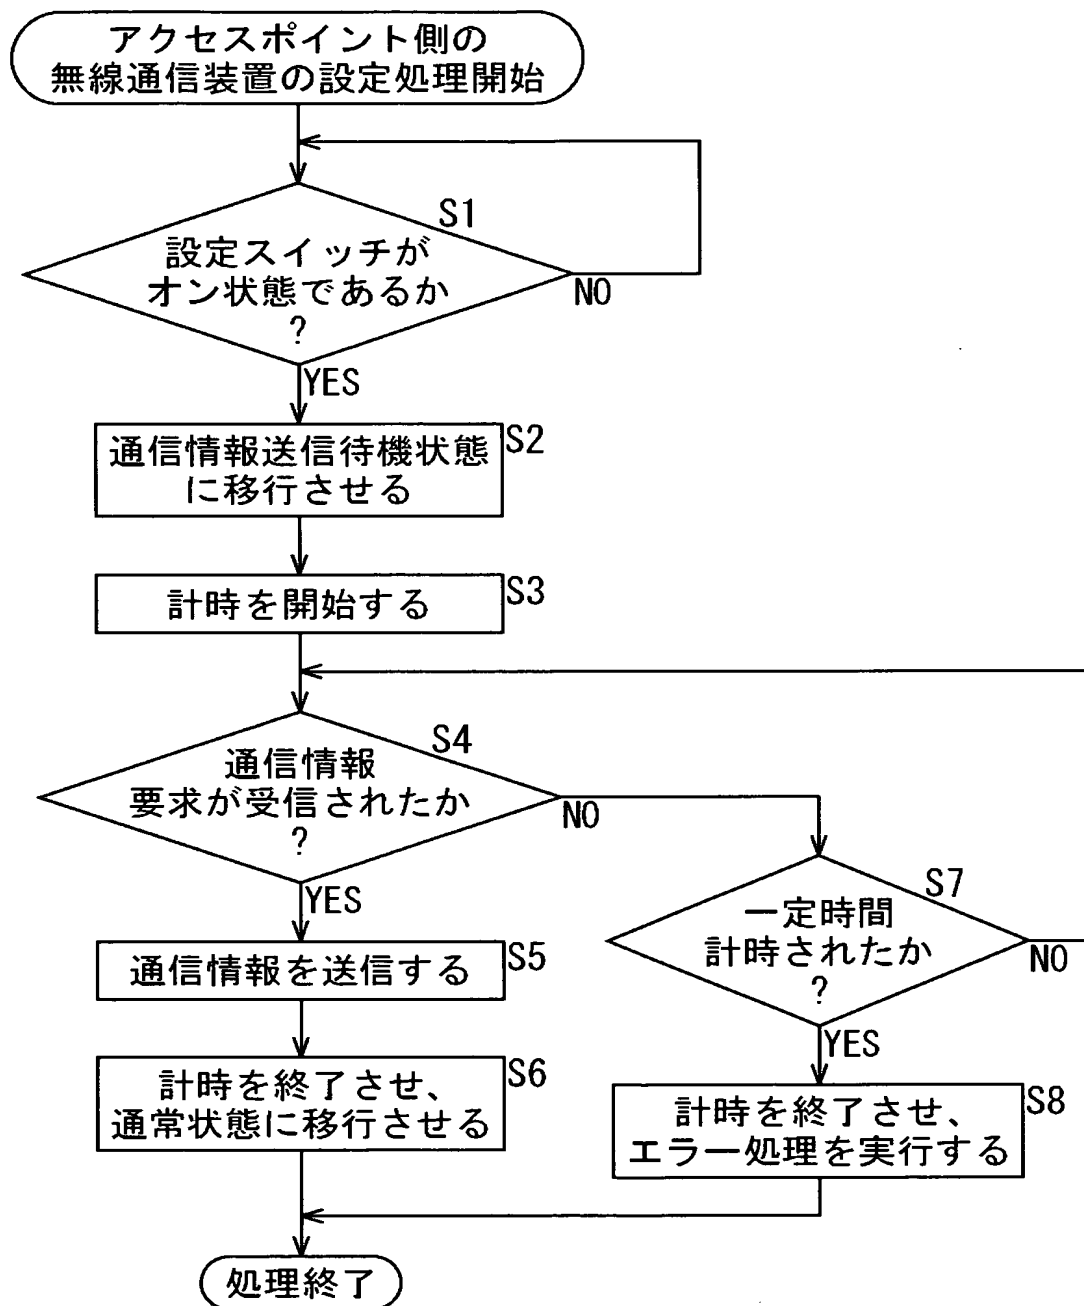 アクセスポイント側の
無線通信装置の設定処理開始
S1
設定スイッチが
オン状態であるか
?
NO
YES
S2
通信情報送信待機状態
に移行させる
S3
計時を開始する
S4
通信情報
要求が受信されたか
?
NO
YES
S7
一定時間
計時されたか
?
NO
YES
S5
通信情報を送信する
S6
計時を終了させ、
通常状態に移行させる
S8
計時を終了させ、
エラー処理を実行する
処理終了